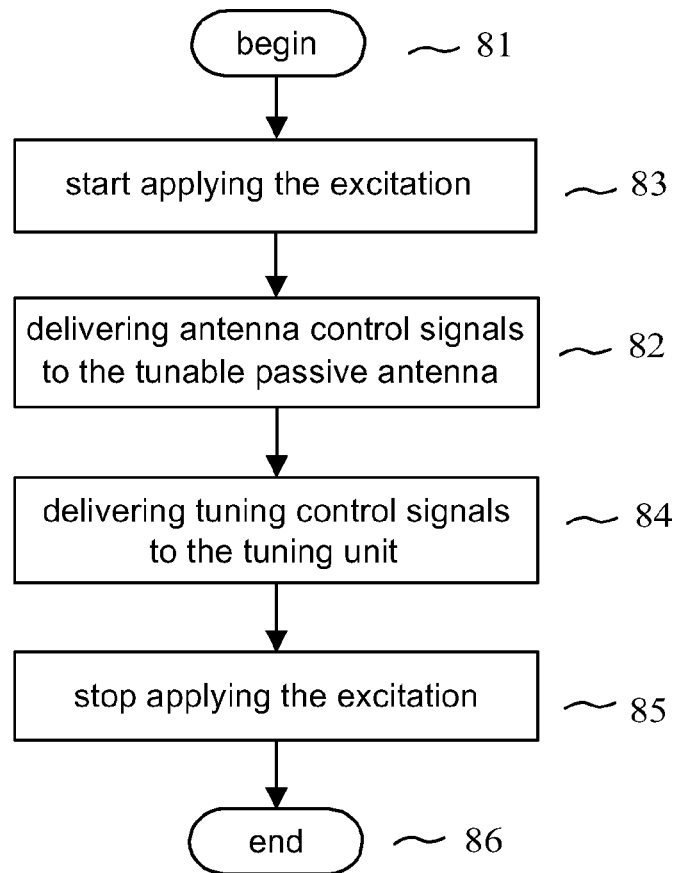 begin
81
start applying the excitation
83
delivering antenna control signals
to the tunable passive antenna
82
delivering tuning control signals
to the tuning unit
84
stop applying the excitation
85
end
86